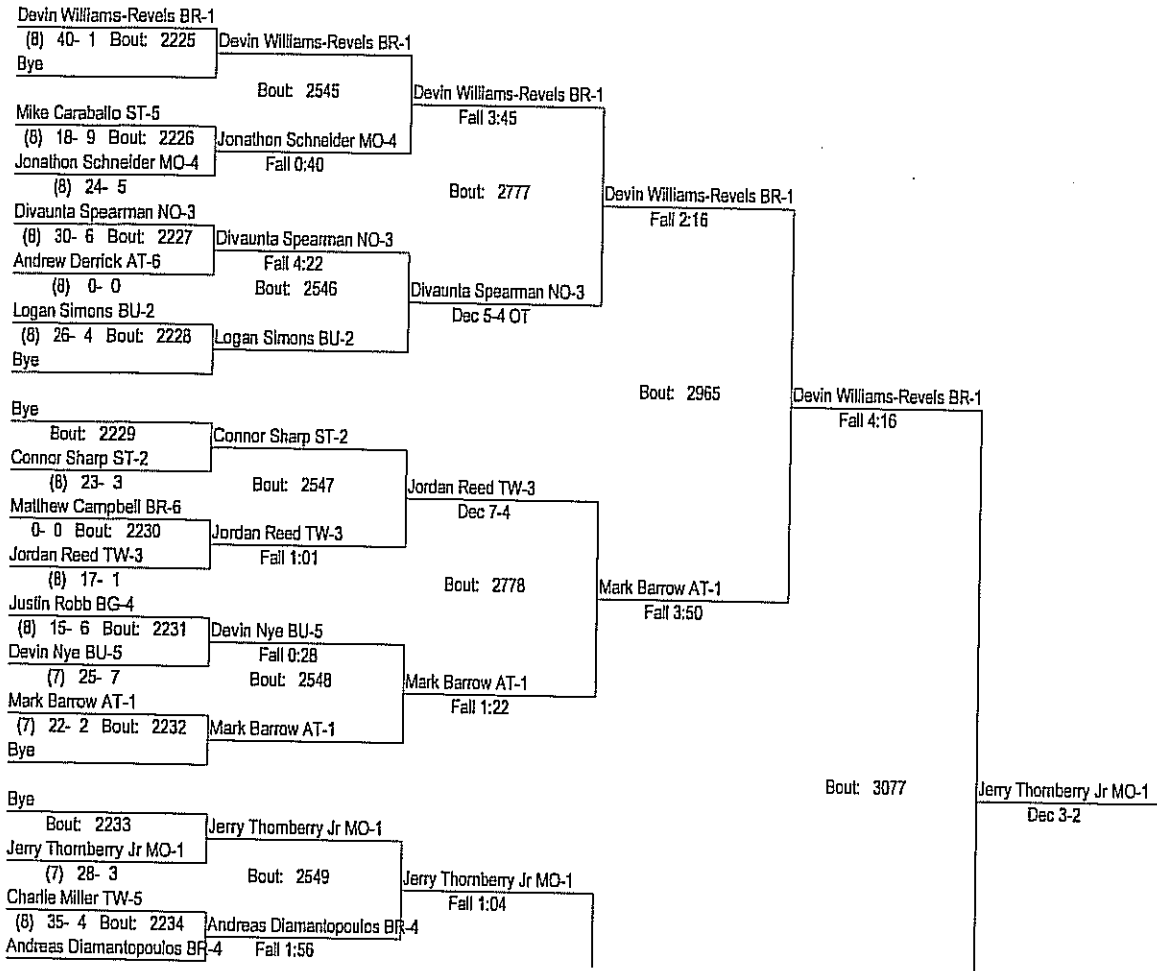 Devin Williams-Revels BR-1
(8) 40- 1 Bout: 2225
Bye
Devin Williams-Revels BR-1
Bout: 2545
Mike Caraballo ST-5
(8) 18- 9 Bout: 2226
Jonathon Schneider MO-4
(8) 24- 5
Jonathon Schneider MO-4
Fall 0:40
Devin Williams-Revels BR-1
Fall 3:45
Bout: 2777
Divaunta Spearman NO-3
(8) 30- 6 Bout: 2227
Andrew Derrick AT-6
(8) 0- 0
Divaunta Spearman NO-3
Fall 4:22
Bout: 2546
Logan Simons BU-2
(8) 26- 4 Bout: 2228
Bye
Logan Simons BU-2
Divaunta Spearman NO-3
Dec 5-4 OT
Devin Williams-Revels BR-1
Fall 2:16
Bout: 2965
Bye
Bout: 2229
Connor Sharp ST-2
(8) 23- 3
Connor Sharp ST-2
Bout: 2547
Matthew Campbell BR-6
0- 0 Bout: 2230
Jordan Reed TW-3
(8) 17- 1
Jordan Reed TW-3
Fall 1:01
Jordan Reed TW-3
Dec 7-4
Bout: 2778
Justin Robb BG-4
(8) 15- 6 Bout: 2231
Devin Nye BU-5
(7) 25- 7
Devin Nye BU-5
Fall 0:28
Bout: 2548
Mark Barrow AT-1
(7) 22- 2 Bout: 2232
Bye
Mark Barrow AT-1
Mark Barrow AT-1
Fall 1:22
Mark Barrow AT-1
Fall 3:50
Devin Williams-Revels BR-1
Fall 4:16
Bout: 3077
Jerry Thornberry Jr MO-1
Dec 3-2
Bye
Bout: 2233
Jerry Thornberry Jr MO-1
(7) 28- 3
Jerry Thornberry Jr MO-1
Bout: 2549
Charlie Miller TW-5
(8) 35- 4 Bout: 2234
Andreas Diamantopoulos BR-4
Andreas Diamantopoulos BR-4
Fall 1:56
Jerry Thornberry Jr MO-1
Fall 1:04